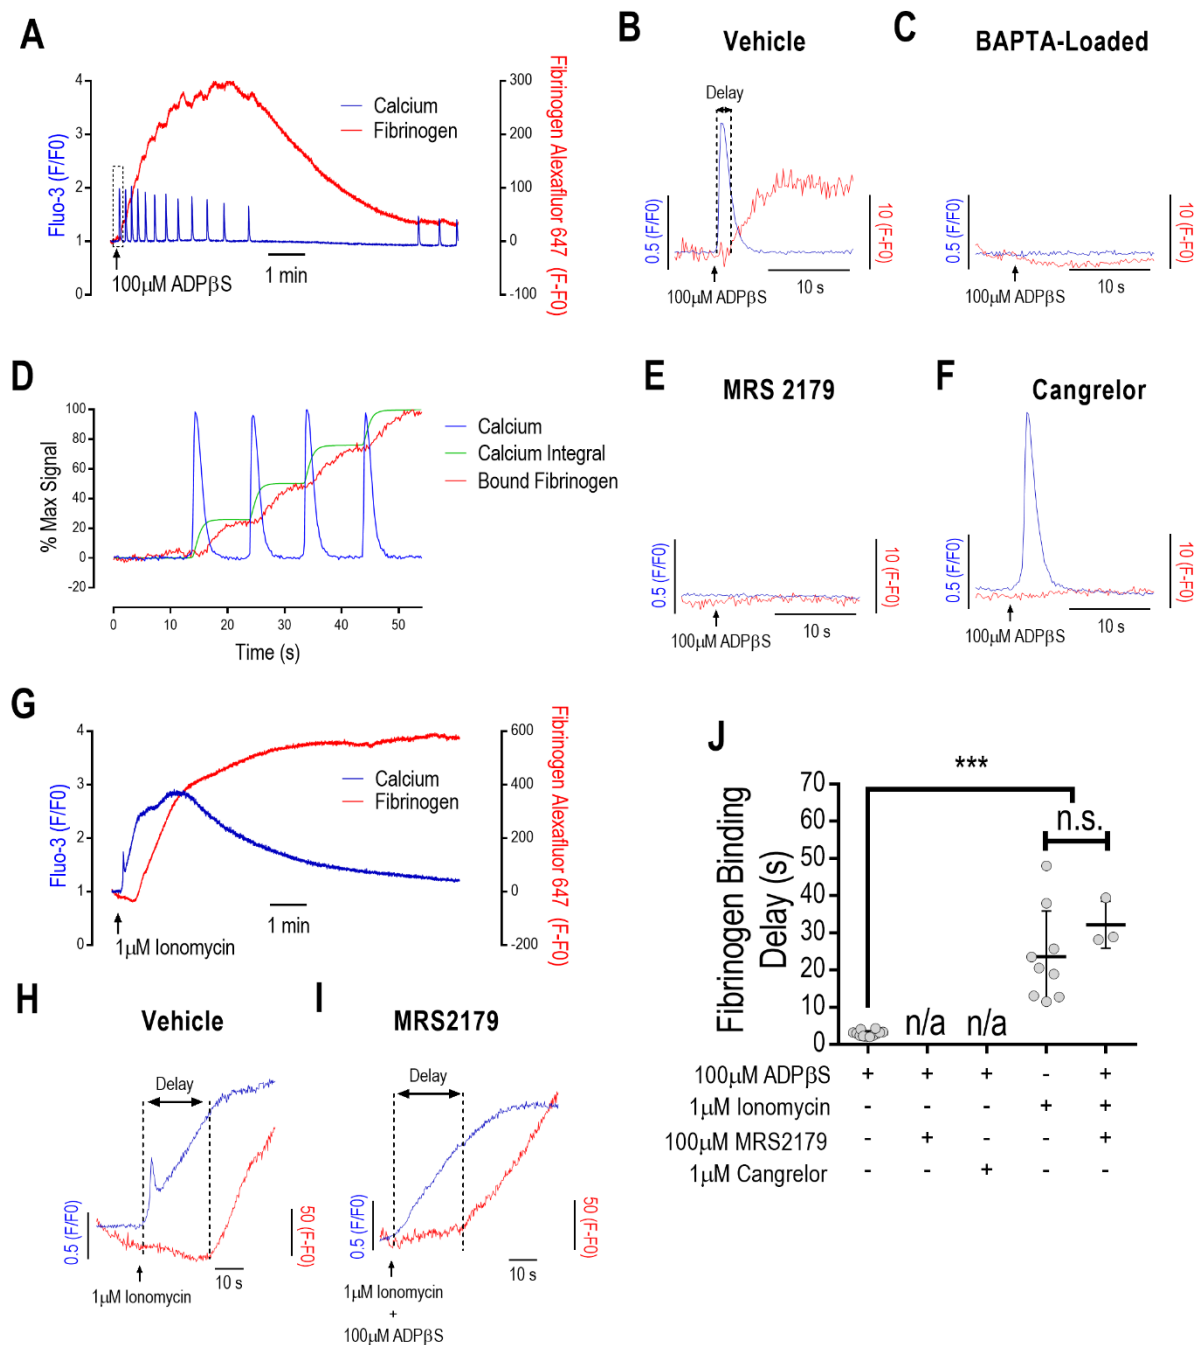 A
4
3
2
1
0
Fluo-3 (F/F0)
Calcium
Fibrinogen
300
200
100
0
-100
Fibrinogen Alexafluor 647 (F-F0)
1 min
100μM ADPβS
B
Vehicle
Delay
0.5 (F/F0)
10 (F-F0)
10 s
100μM ADPβS
C
BAPTA-Loaded
0.5 (F/F0)
10 (F-F0)
10 s
100μM ADPβS
D
100
80
60
40
20
0
-20
% Max Signal
Calcium
Calcium Integral
Bound Fibrinogen
0 10 20 30 40 50
Time (s)
E
MRS 2179
0.5 (F/F0)
10 (F-F0)
10 s
100μM ADPβS
F
Cangrelor
0.5 (F/F0)
10 (F-F0)
10 s
100μM ADPβS
G
4
3
2
1
0
Fluo-3 (F/F0)
Calcium
Fibrinogen
600
400
200
0
-200
Fibrinogen Alexafluor 647 (F-F0)
1 min
1μM Ionomycin
H
Vehicle
Delay
0.5 (F/F0)
50 (F-F0)
10 s
1μM Ionomycin
I
MRS2179
Delay
0.5 (F/F0)
50 (F-F0)
10 s
1μM Ionomycin
+
100μM ADPβS
J
***
n.s.
70
60
50
40
30
20
10
0
Fibrinogen Binding
Delay (s)
n/a n/a
100μM ADPβS + + + - +
1μM Ionomycin - - - + +
100μM MRS2179 - + - - +
1μM Cangrelor - - + - -